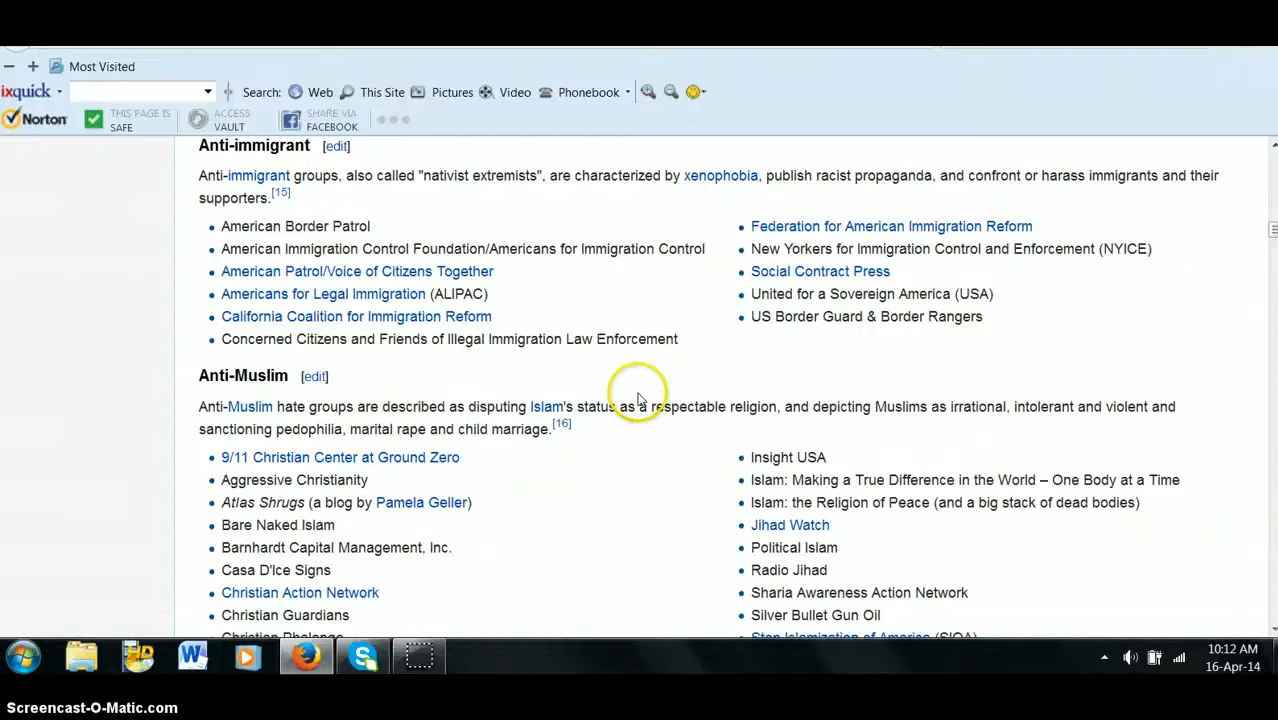 Most Visited
ixquick Search: Web This Site Pictures Video Phonebook
Norton THIS PAGE IS SAFE ACCESS VAULT SHARE VIA FACEBOOK
Anti-immigrant [edit]
Anti-immigrant groups, also called "nativist extremists", are characterized by xenophobia, publish racist propaganda, and confront or harass immigrants and their
supporters.[15]
American Border Patrol
American Immigration Control Foundation/Americans for Immigration Control
American Patrol/Voice of Citizens Together
Americans for Legal Immigration (ALIPAC)
California Coalition for Immigration Reform
Concerned Citizens and Friends of Illegal Immigration Law Enforcement
Federation for American Immigration Reform
New Yorkers for Immigration Control and Enforcement (NYICE)
Social Contract Press
United for a Sovereign America (USA)
US Border Guard & Border Rangers
Anti-Muslim [edit]
Anti-Muslim hate groups are described as disputing Islam's status as a respectable religion, and depicting Muslims as irrational, intolerant and violent and
sanctioning pedophilia, marital rape and child marriage.[16]
9/11 Christian Center at Ground Zero
Aggressive Christianity
Atlas Shrugs (a blog by Pamela Geller)
Bare Naked Islam
Barnhardt Capital Management, Inc.
Casa D'Ice Signs
Christian Action Network
Christian Guardians
Christian Phalange
Insight USA
Islam: Making a True Difference in the World – One Body at a Time
Islam: the Religion of Peace (and a big stack of dead bodies)
Jihad Watch
Political Islam
Radio Jihad
Sharia Awareness Action Network
Silver Bullet Gun Oil
Stop Islamization of America (SIOA)
10:12 AM
16-Apr-14
Screencast-O-Matic.com